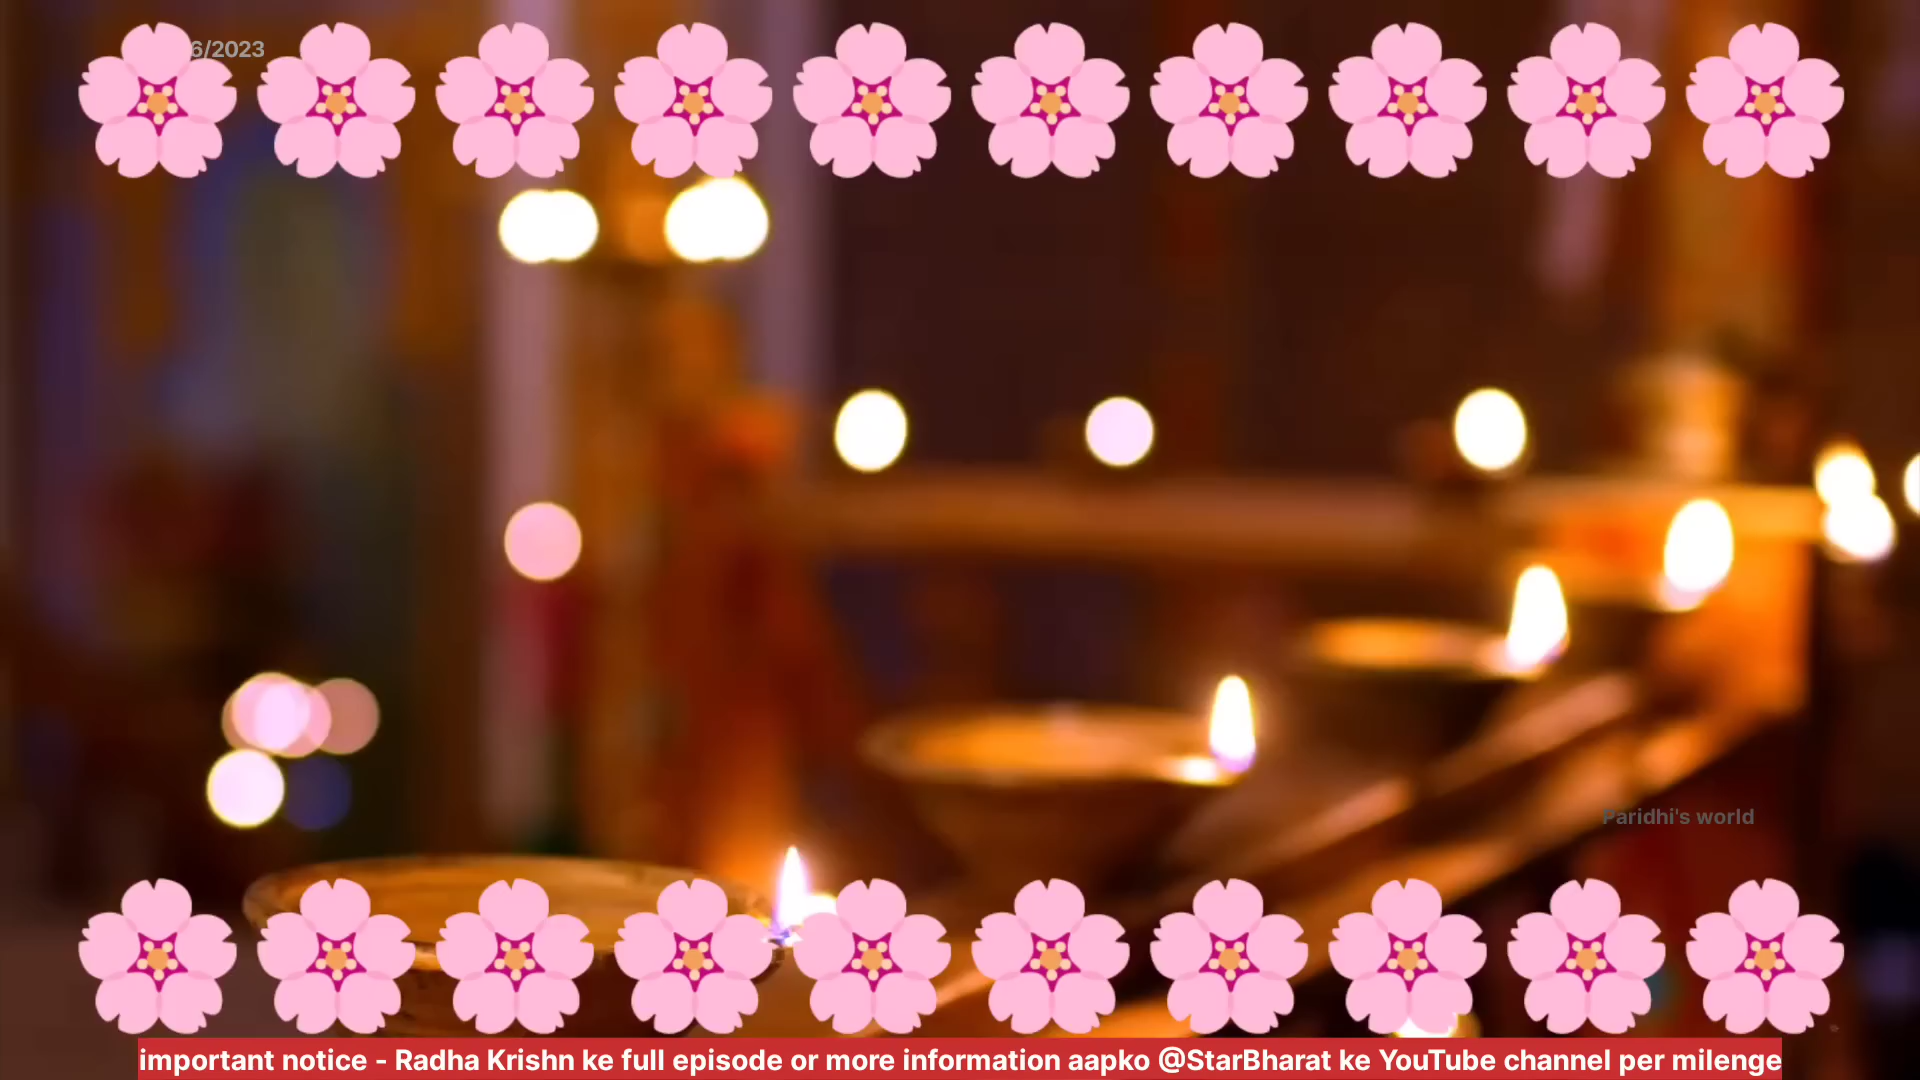 6/2023
Paridhi's world
important notice - Radha Krishn ke full episode or more information aapko @StarBharat ke YouTube channel per milenge